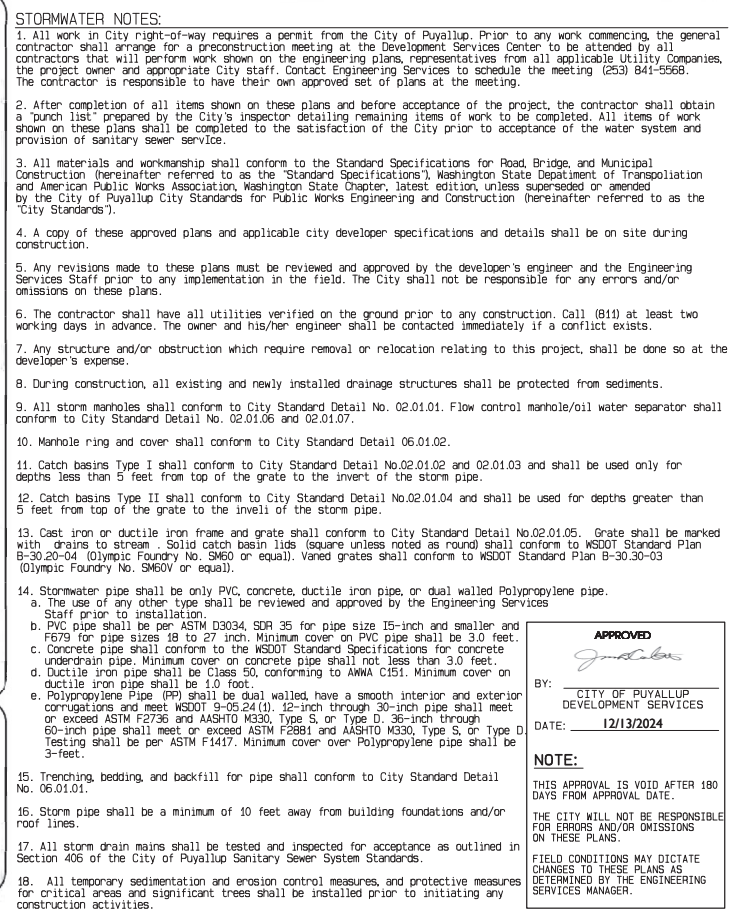 STORMWATER NOTES:
1. All work in City right-of-way requires a permit from the City of Puyallup. Prior to any work commencing, the general
contractor shall arrange for a preconstruction meeting at the Development Services Center to be attended by all
contractors that will perform work shown on the engineering plans, representatives from all applicable Utility Companies,
the project owner and appropriate City staff. Contact Engineering Services to schedule the meeting (253) 841-5568.
The contractor is responsible to have their own approved set of plans at the meeting.
2. After completion of all items shown on these plans and before acceptance of the project, the contractor shall obtain
a "punch list" prepared by the City's inspector detailing remaining items of work to be completed. All items of work
shown on these plans shall be completed to the satisfaction of the City prior to acceptance of the water system and
provision of sanitary sewer servIce.
3. All materials and workmanship shall conform to the Standard Specifications for Road, Bridge, and Municipal
Construction (hereinafter referred to as the "Standard Specifications"), Washington State Depatiment of Transpoliation
and American Public Works Association, Washington State Chapter, latest edition, unless superseded or amended
by the City of Puyallup City Standards for Public Works Engineering and Construction (hereinafter referred to as the
"City Standards").
4. A copy of these approved plans and applicable city developer specifications and details shall be on site during
construction.
5. Any revisions made to these plans must be reviewed and approved by the developer's engineer and the Engineering
Services Staff prior to any implementation in the field. The City shall not be responsible for any errors and/or
omissions on these plans.
6. The contractor shall have all utilities verified on the ground prior to any construction. Call (811) at least two
working days in advance. The owner and his/her engineer shall be contacted immediately if a conflict exists.
7. Any structure and/or obstruction which require removal or relocation relating to this project, shall be done so at the
developer's expense.
8. During construction, all existing and newly installed drainage structures shall be protected from sediments.
9. All storm manholes shall conform to City Standard Detail No. 02.01.01. Flow control manhole/oil water separator shall
conform to City Standard Detail No. 02.01.06 and 02.01.07.
10. Manhole ring and cover shall conform to City Standard Detail 06.01.02.
11. Catch basins Type I shall conform to City Standard Detail No.02.01.02 and 02.01.03 and shall be used only for
depths less than 5 feet from top of the grate to the invert of the storm pipe.
12. Catch basins Type II shall conform to City Standard Detail No.02.01.04 and shall be used for depths greater than
5 feet from top of the grate to the inveli of the storm pipe.
13. Cast iron or ductile iron frame and grate shall conform to City Standard Detail No.02.01.05. Grate shall be marked
with drains to stream . Solid catch basin lids (square unless noted as round) shall conform to WSDOT Standard Plan
B-30.20-04 (Olympic Foundry No. SM60 or equal). Vaned grates shall conform to WSDOT Standard Plan B-30.30-03
(Olympic Foundry No. SM60V or equal).
14. Stormwater pipe shall be only PVC, concrete, ductile iron pipe, or dual walled Polypropylene pipe.
a. The use of any other type shall be reviewed and approved by the Engineering Services
Staff prior to installation.
b. PVC pipe shall be per ASTM D3034, SDR 35 for pipe size I5-inch and smaller and
F679 for pipe sizes 18 to 27 inch. Minimum cover on PVC pipe shall be 3.0 feet.
c. Concrete pipe shall conform to the WSDOT Standard Specifications for concrete
underdrain pipe. Minimum cover on concrete pipe shall not less than 3.0 feet.
d. Ductile iron pipe shall be Class 50, conforming to AWWA C151. Minimum cover on
ductile iron pipe shall be 1.0 foot.
e. Polypropylene Pipe (PP) shall be dual walled, have a smooth interior and exterior
corrugations and meet WSDOT 9-05.24(1). 12-inch through 30-inch pipe shall meet
or exceed ASTM F2736 and AASHTO M330, Type S, or Type D. 36-inch through
60-inch pipe shall meet or exceed ASTM F2881 and AASHTO M330, Type S, or Type D.
Testing shall be per ASTM F1417. Minimum cover over Polypropylene pipe shall be
3-feet.
15. Trenching, bedding, and backfill for pipe shall conform to City Standard Detail
No. 06.01.01.
16. Storm pipe shall be a minimum of 10 feet away from building foundations and/or
roof lines.
17. All storm drain mains shall be tested and inspected for acceptance as outlined in
Section 406 of the City of Puyallup Sanitary Sewer System Standards.
18. All temporary sedimentation and erosion control measures, and protective measures
for critical areas and significant trees shall be installed prior to initiating any
construction activities.
APPROVED
BY:
CITY OF PUYALLUP
DEVELOPMENT SERVICES
DATE: 12/13/2024
NOTE:
THIS APPROVAL IS VOID AFTER 180
DAYS FROM APPROVAL DATE.
THE CITY WILL NOT BE RESPONSIBLE
FOR ERRORS AND/OR OMISSIONS
ON THESE PLANS.
FIELD CONDITIONS MAY DICTATE
CHANGES TO THESE PLANS AS
DETERMINED BY THE ENGINEERING
SERVICES MANAGER.